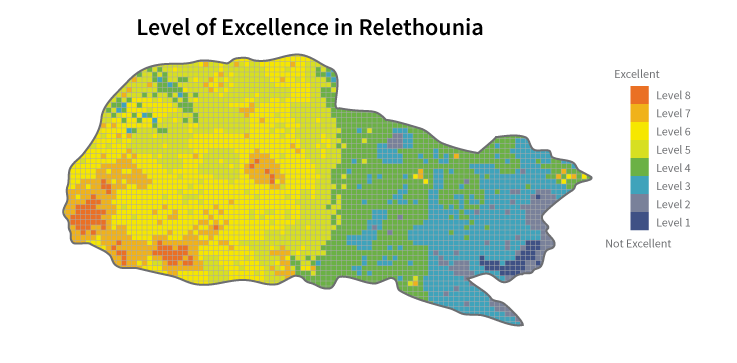 Level of Excellence in Relethounia
Excellent
Level 8
Level 7
Level 6
Level 5
Level 4
Level 3
Level 2
Level 1
Not Excellent